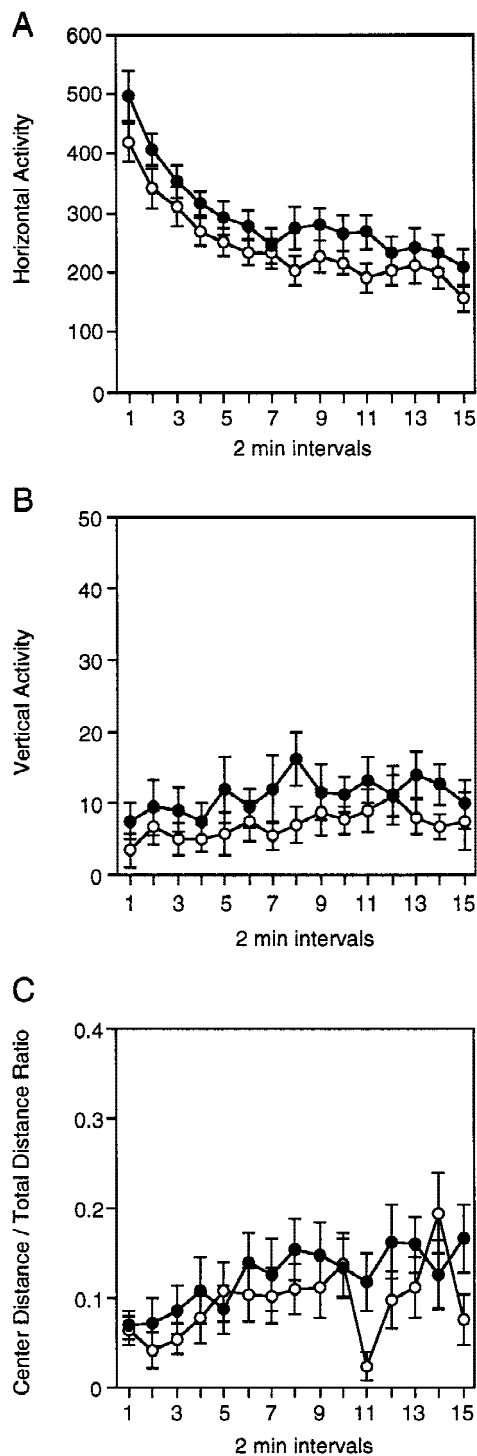 A
600
500
400
300
200
100
0
Horizontal Activity
1 3 5 7 9 11 13 15
2 min intervals
B
50
40
30
20
10
0
Vertical Activity
1 3 5 7 9 11 13 15
2 min intervals
C
0.4
0.3
0.2
0.1
0
Center Distance / Total Distance Ratio
1 3 5 7 9 11 13 15
2 min intervals